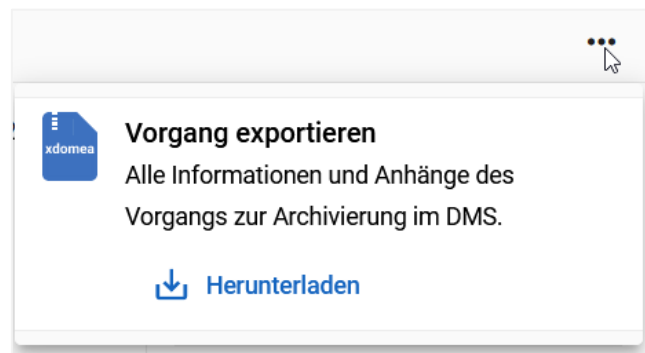 xdomea
Vorgang exportieren
Alle Informationen und Anhänge des
Vorgangs zur Archivierung im DMS.
Herunterladen